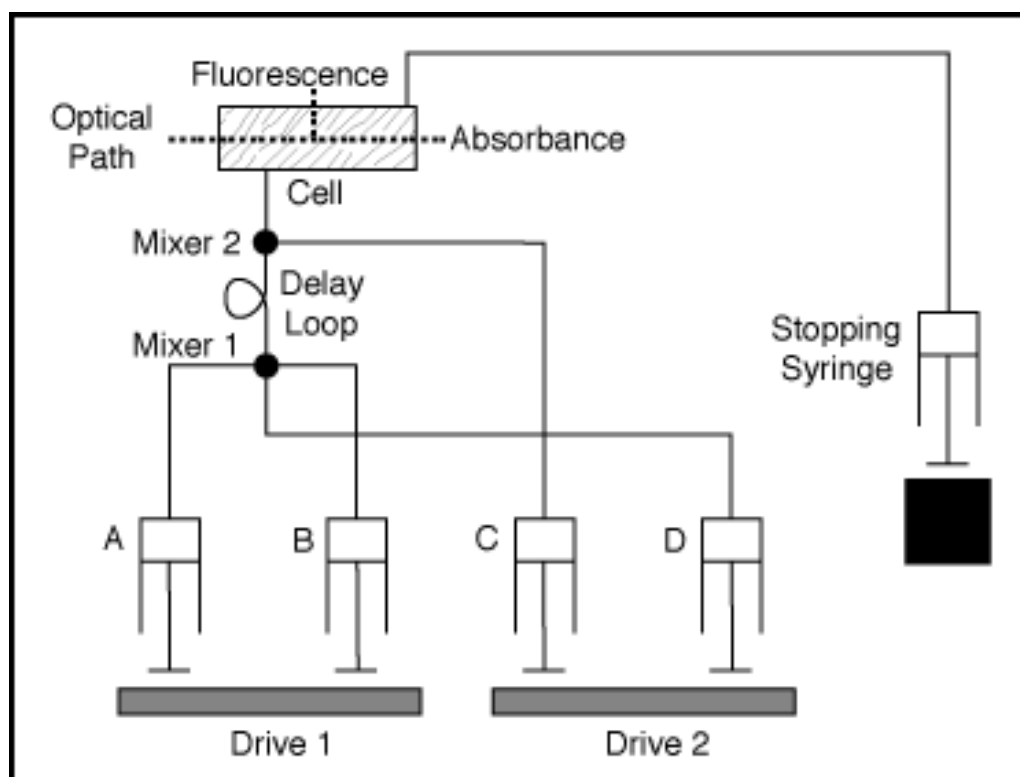 Fluorescence
Optical
Path
Absorbance
Cell
Mixer 2
Delay
Loop
Mixer 1
Stopping
Syringe
A
B
C
D
Drive 1
Drive 2